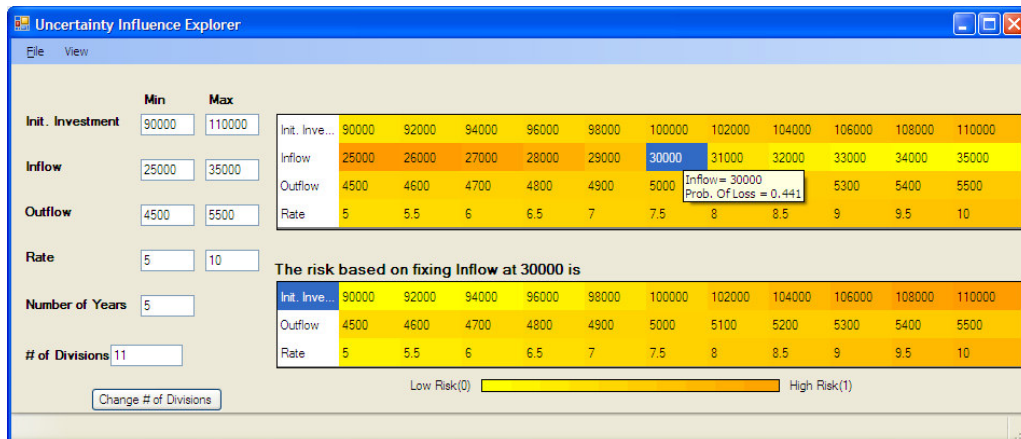 Uncertainty Influence Explorer
File View
Min Max
Init. Investment 90000 110000
Inflow 25000 35000
Outflow 4500 5500
Rate 5 10
Number of Years 5
# of Divisions 11
Change # of Divisions
Init. Inve... 90000 92000 94000 96000 98000 100000 102000 104000 106000 108000 110000
Inflow 25000 26000 27000 28000 29000 30000 31000 32000 33000 34000 35000
Outflow 4500 4600 4700 4800 4900 5000 5300 5400 5500
Rate 5 5.5 6 6.5 7 7.5 8 8.5 9 9.5 10
Inflow= 30000
Prob. Of Loss = 0.441
The risk based on fixing Inflow at 30000 is
Init. Inve... 90000 92000 94000 96000 98000 100000 102000 104000 106000 108000 110000
Outflow 4500 4600 4700 4800 4900 5000 5100 5200 5300 5400 5500
Rate 5 5.5 6 6.5 7 7.5 8 8.5 9 9.5 10
Low Risk(0) High Risk(1)